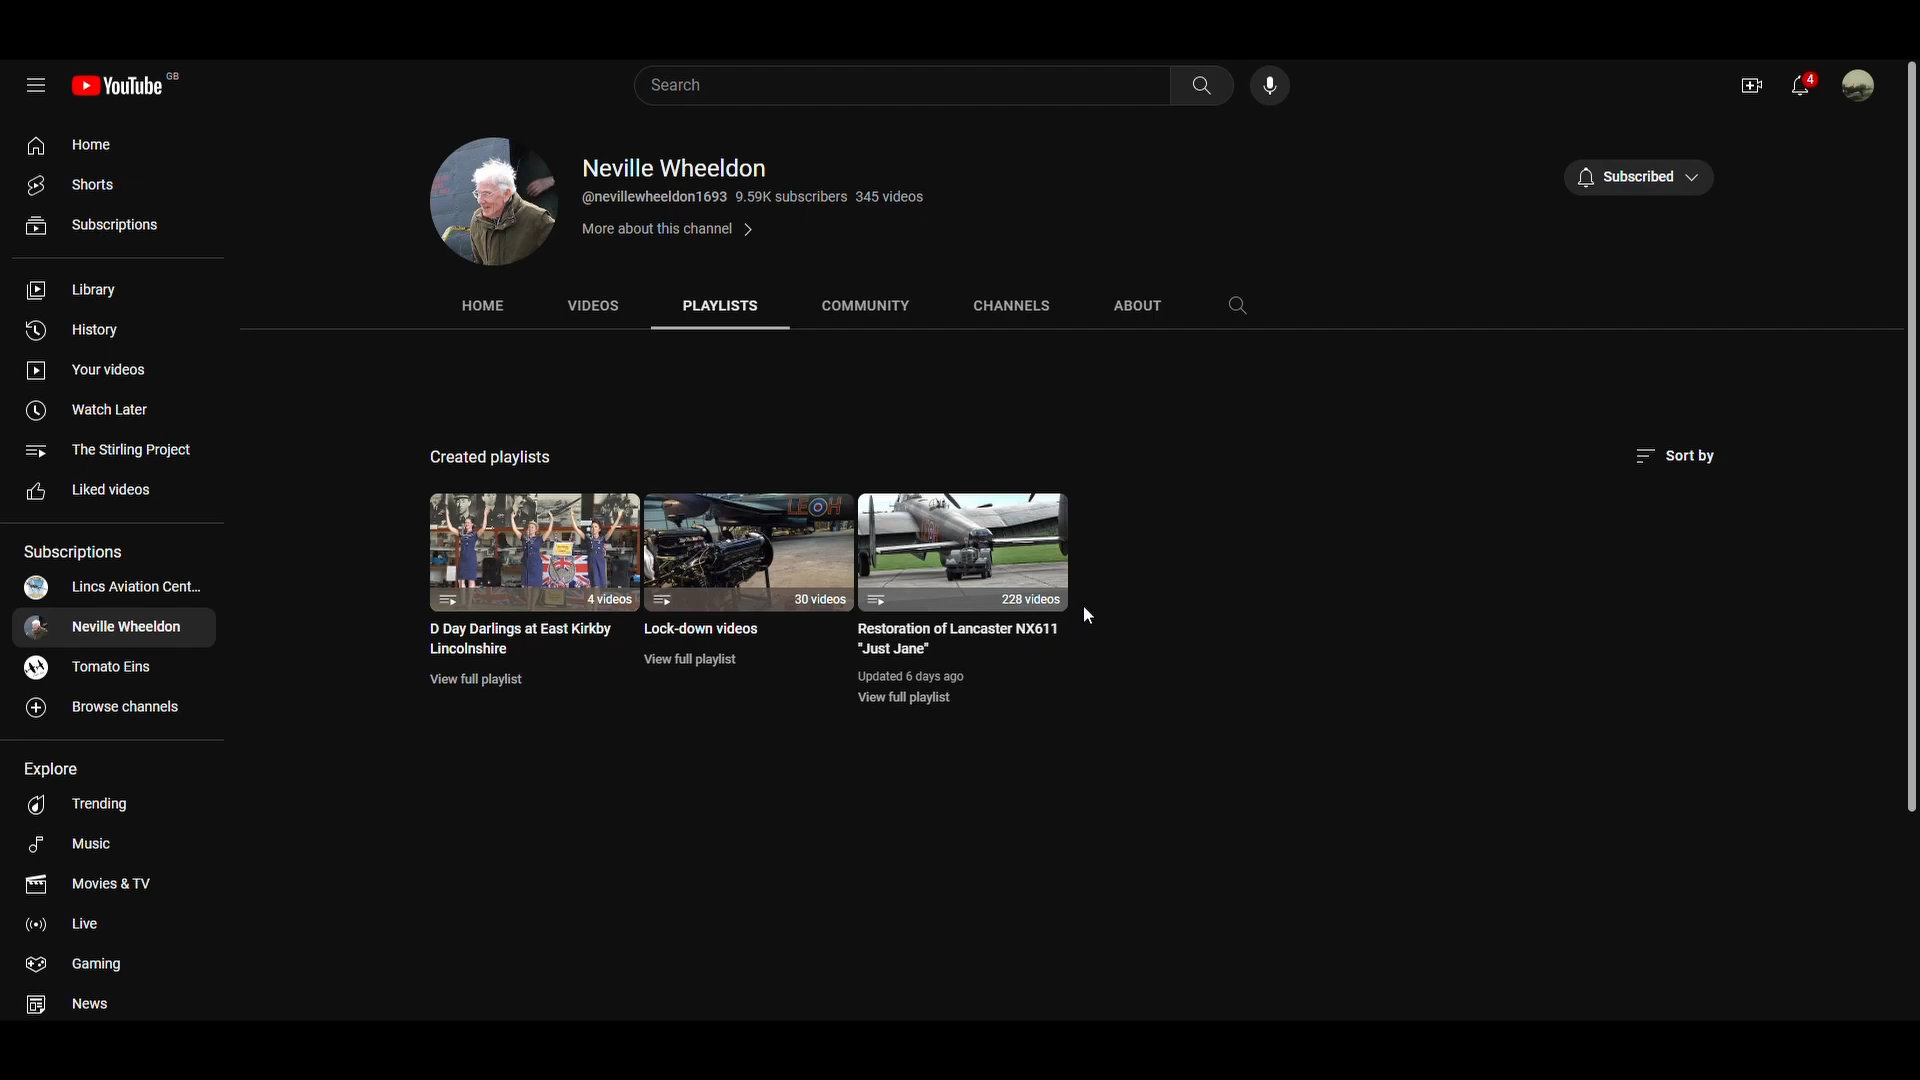 YouTube GB
Search
4
Home
Shorts
Subscriptions
Library
History
Your videos
Watch Later
The Stirling Project
Liked videos
Subscriptions
Lincs Aviation Cent...
Neville Wheeldon
Tomato Eins
Browse channels
Explore
Trending
Music
Movies & TV
Live
Gaming
News
Neville Wheeldon
@nevillewheeldon1693 9.59K subscribers 345 videos
More about this channel
Subscribed
HOME VIDEOS PLAYLISTS COMMUNITY CHANNELS ABOUT
Created playlists
Sort by
4 videos
D Day Darlings at East Kirkby
Lincolnshire
View full playlist
LE H
30 videos
Lock-down videos
View full playlist
228 videos
Restoration of Lancaster NX611
"Just Jane"
Updated 6 days ago
View full playlist